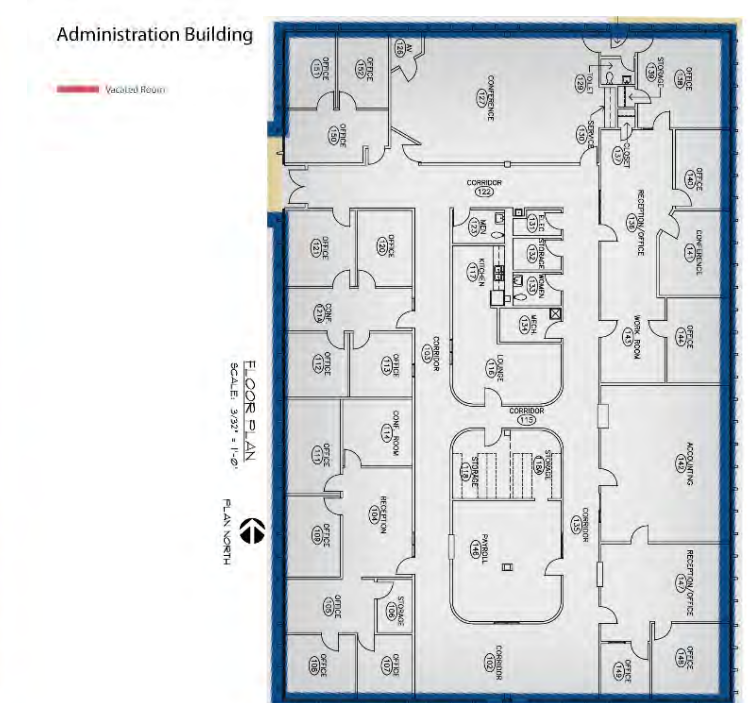 Administration Building
Vacated Room
OFFICE
151
OFFICE
152
AV
126
CONFERENCE
127
TOILET
129
STORAGE
139
OFFICE
138
OFFICE
150
SERVICE
130
CLOSET
137
CORRIDOR
122
OFFICE
140
RECEPTION/OFFICE
136
CONFERENCE
141
OFFICE
121
OFFICE
120
MEN
123
ELEC
131
STORAGE
132
KITCHEN
117
WOMEN
133
CONF.
121A
MECH.
134
WORK ROOM
143
OFFICE
144
OFFICE
112
OFFICE
113
CORRIDOR
103
LOUNGE
116
CORRIDOR
115
CONF. ROOM
114
OFFICE
111
STORAGE
118
STORAGE
118A
ACCOUNTING
142
RECEPTION
104
OFFICE
109
PAYROLL
146
CORRIDOR
135
RECEPTION/OFFICE
147
OFFICE
105
STORAGE
106
OFFICE
108
OFFICE
107
CORRIDOR
102
OFFICE
149
OFFICE
148
FLOOR PLAN
SCALE: 3/32" = 1'-0"
PLAN NORTH